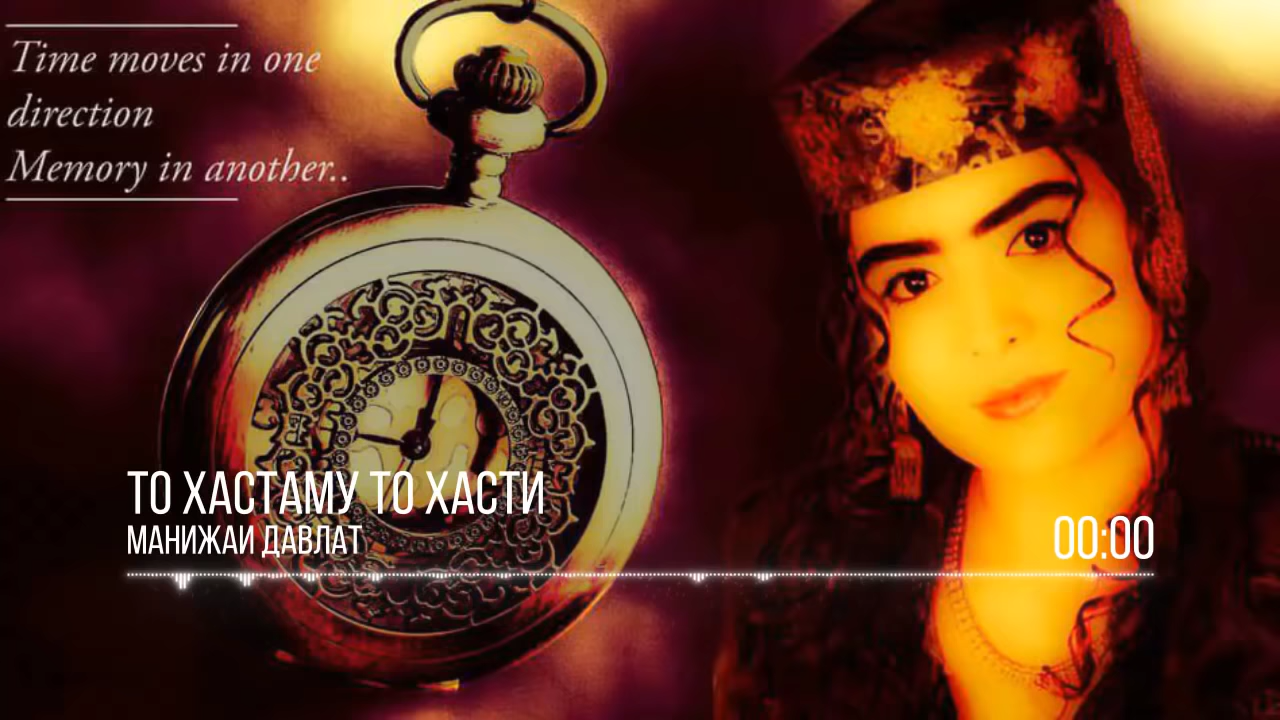 Time moves in one
direction
Memory in another..
ТО ХАСТАМУ ТО ХАСТИ
МАНИЖАИ ДАВЛАТ
00:00